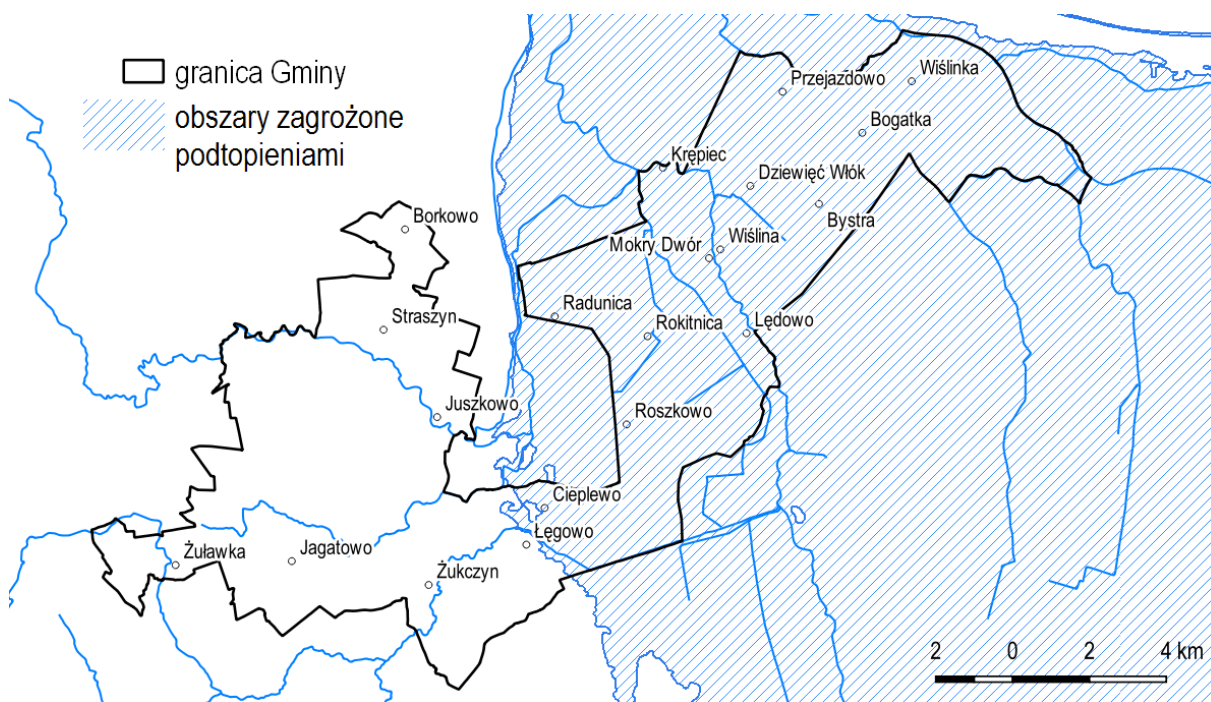 granica Gminy
obszary zagrożone
podtopieniami
Wiślinka
Przejazdowo
Bogatka
Krępiec
Dziewięć Włók
Bystra
Borkowo
Mokry Dwór
Wiślina
Radunica
Straszyn
Rokitnica
Lędowo
Juszkowo
Roszkowo
Cieplewo
Łęgowo
Żuławka
Jagatowo
Żukczyn
2 0 2 4 km